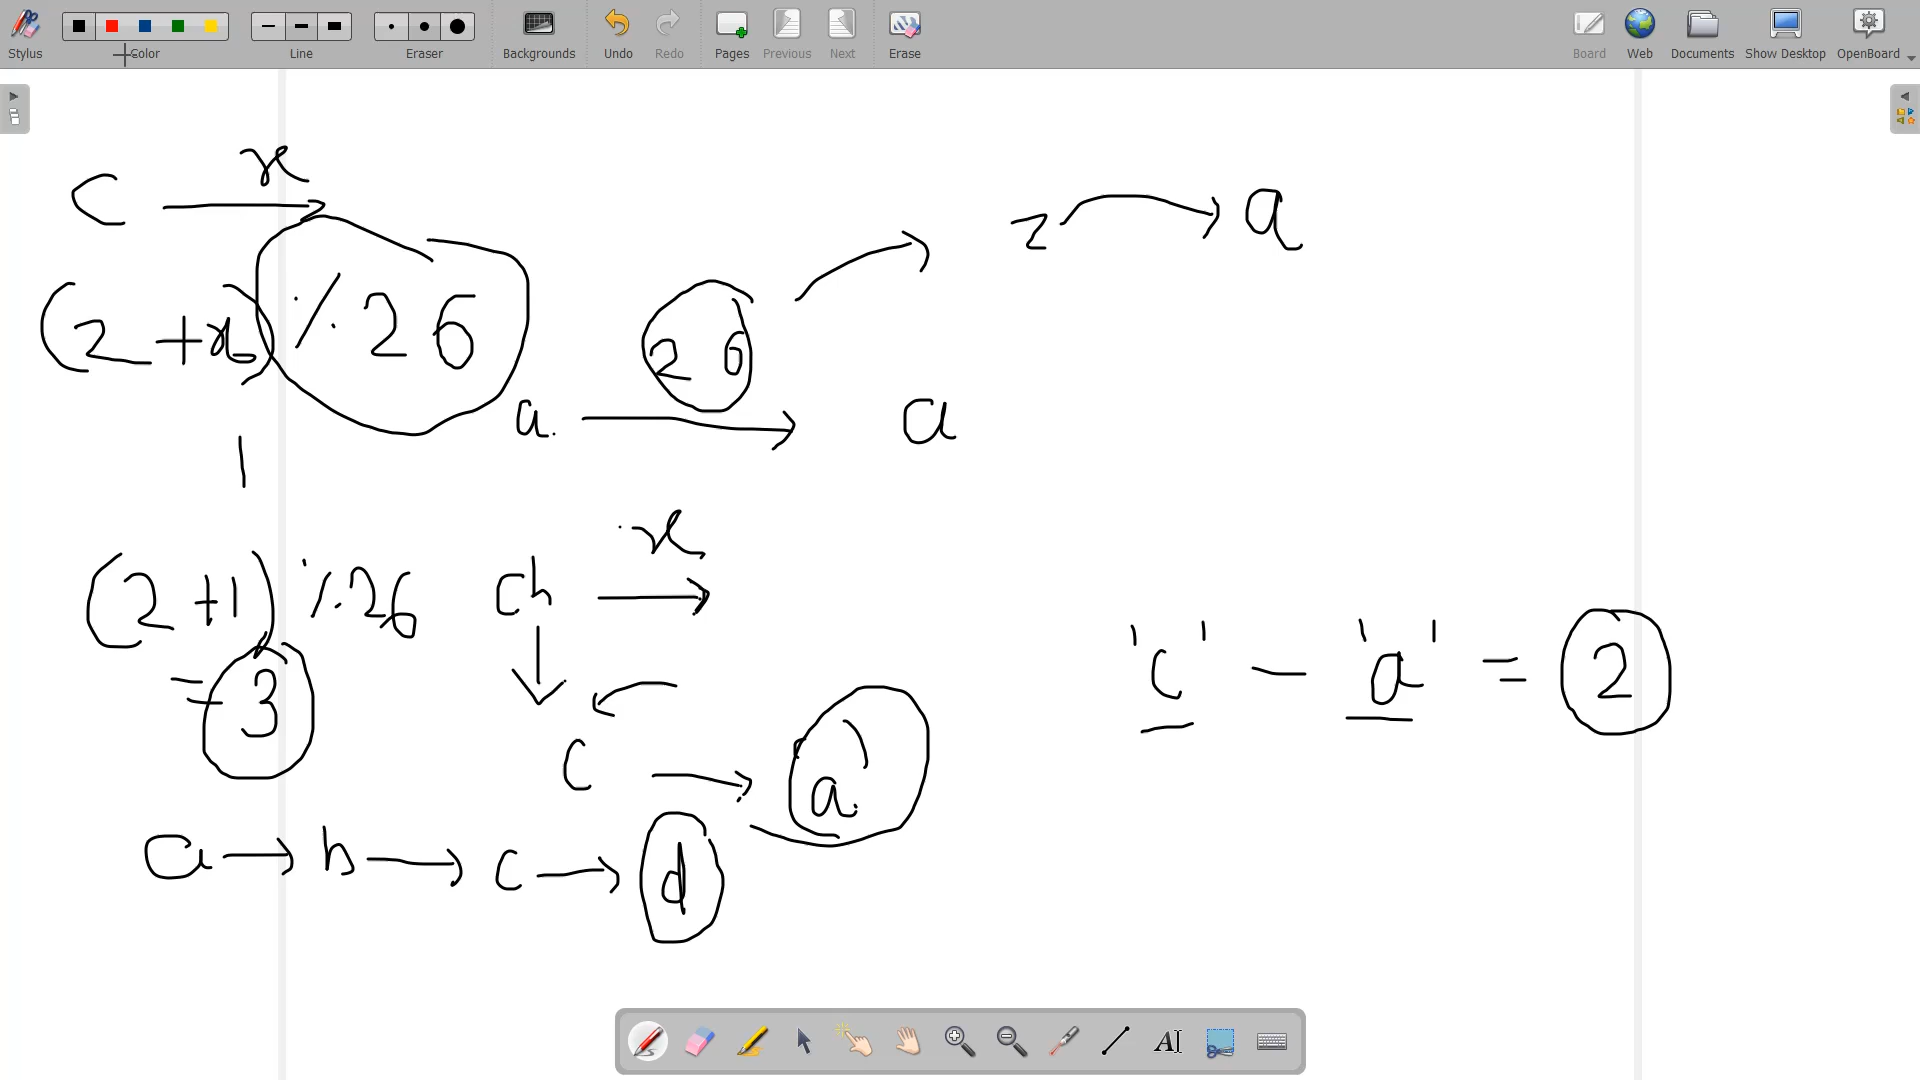 Stylus Color Line Eraser Backgrounds Undo Redo Pages Previous Next Erase Board Web Documents Show Desktop OpenBoard
c x
z a
(2 + x) % 26
26
a a
1
x
(2 + 1) % 26 ch
'c' - 'a' = 2
= 3
c a
a b c d